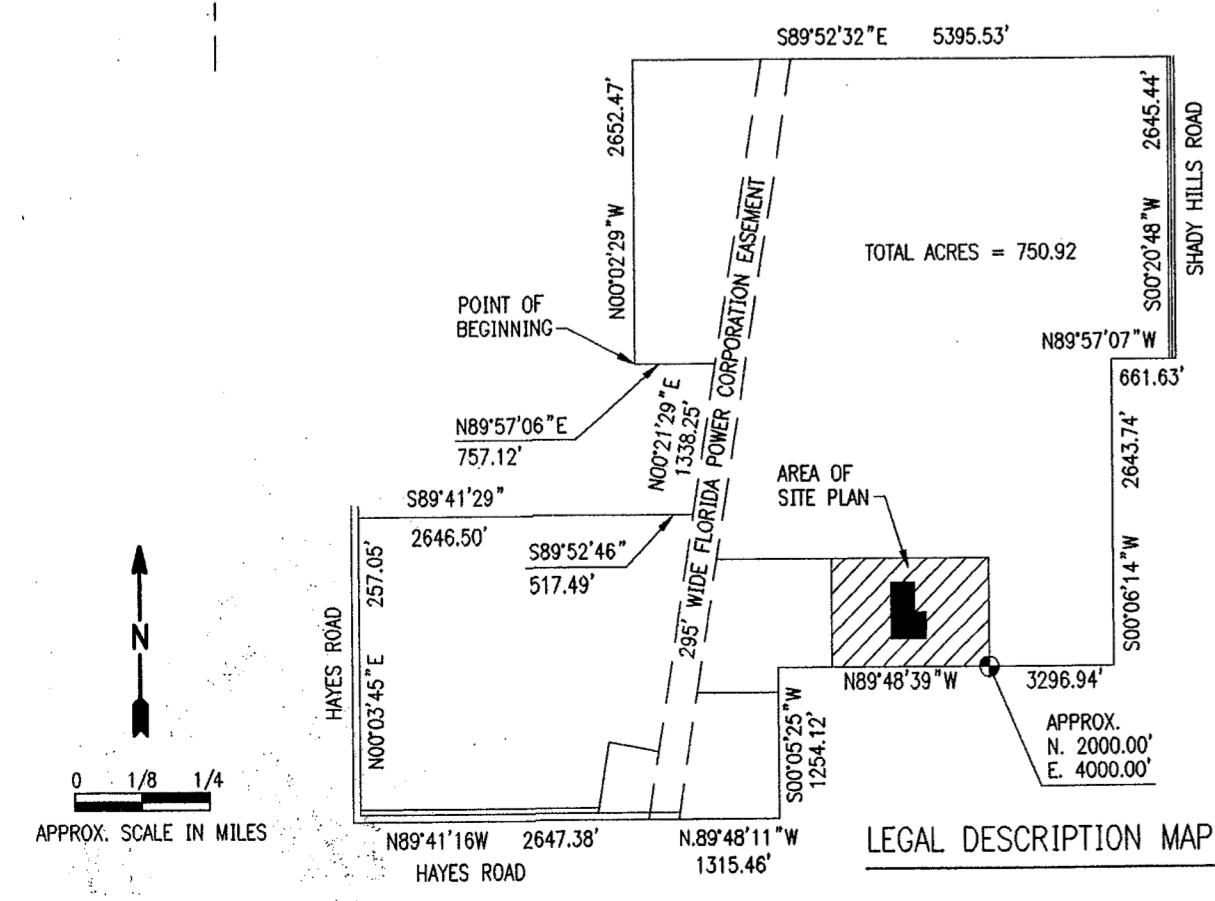 S89°52'32"E 5395.53'
2652.47'
N00°02'29"W
2645.44'
S00°20'48"W
SHADY HILLS ROAD
TOTAL ACRES = 750.92
POINT OF
BEGINNING
N89°57'07"W
661.63'
295' WIDE FLORIDA POWER CORPORATION EASEMENT
N00°21'29"E
1338.25'
N89°57'06"E
757.12'
2643.74'
S00°06'14"W
AREA OF
SITE PLAN
S89°41'29"
2646.50'
S89°52'46"
517.49'
257.05'
N00°03'45"E
HAYES ROAD
N
N89°48'39"W
3296.94'
S00°05'25"W
1254.12'
APPROX.
N. 2000.00'
E. 4000.00'
0 1/8 1/4
APPROX. SCALE IN MILES
N89°41'16W 2647.38'
HAYES ROAD
N.89°48'11"W
1315.46'
LEGAL DESCRIPTION MAP